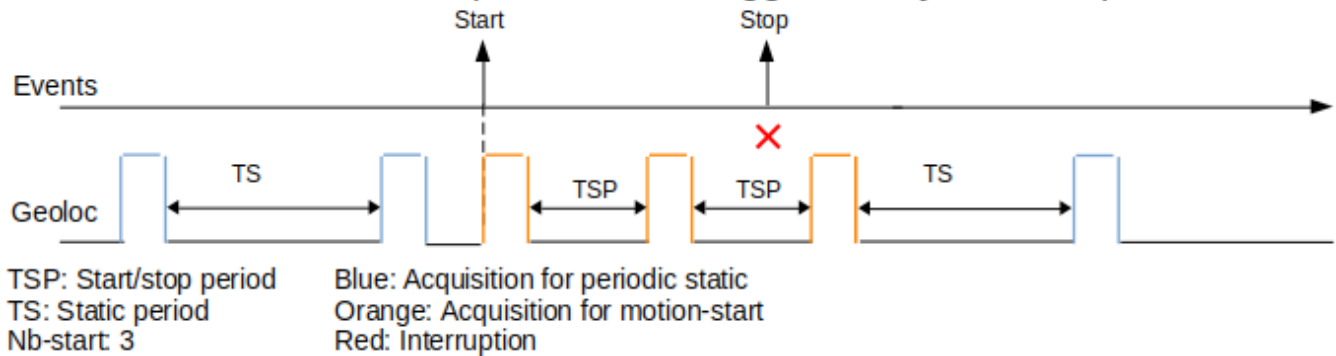 Start
Stop
Events
TS
TS
TSP
TSP
Geoloc
TSP: Start/stop period
Blue: Acquisition for periodic static
TS: Static period
Orange: Acquisition for motion-start
Nb-start: 3
Red: Interruption